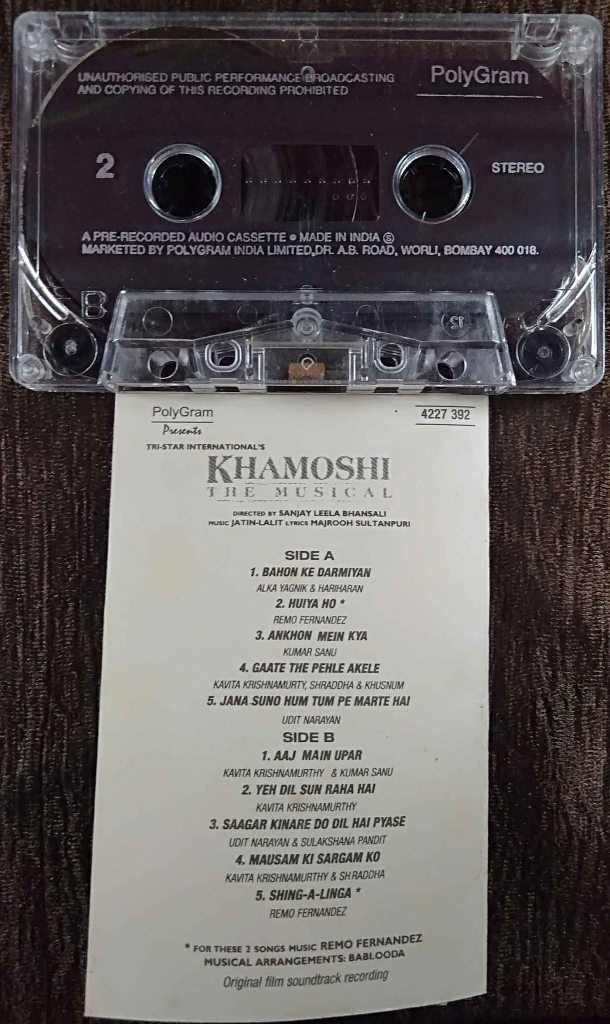 UNAUTHORISED PUBLIC PERFORMANCE BROADCASTING
AND COPYING OF THIS RECORDING PROHIBITED
PolyGram
2
STEREO
A PRE-RECORDED AUDIO CASSETTE ● MADE IN INDIA Ⓢ
MARKETED BY POLYGRAM INDIA LIMITED,DR. A.B. ROAD, WORLI, BOMBAY 400 018.
B
PolyGram
Presents
4227 392
TRI-STAR INTERNATIONAL'S
KHAMOSHI
THE MUSICAL
DIRECTED BY SANJAY LEELA BHANSALI
MUSIC JATIN-LALIT LYRICS MAJROOH SULTANPURI
SIDE A
1. BAHON KE DARMIYAN
ALKA YAGNIK & HARIHARAN
2. HUIYA HO *
REMO FERNANDEZ
3. ANKHON MEIN KYA
KUMAR SANU
4. GAATE THE PEHLE AKELE
KAVITA KRISHNAMURTY, SHRADDHA & KHUSNUM
5. JANA SUNO HUM TUM PE MARTE HAI
UDIT NARAYAN
SIDE B
1. AAJ MAIN UPAR
KAVITA KRISHNAMURTHY & KUMAR SANU
2. YEH DIL SUN RAHA HAI
KAVITA KRISHNAMURTHY
3. SAAGAR KINARE DO DIL HAI PYASE
UDIT NARAYAN & SULAKSHANA PANDIT
4. MAUSAM KI SARGAM KO
KAVITA KRISHNAMURTHY & SHRADDHA
5. SHING-A-LINGA *
REMO FERNANDEZ
* FOR THESE 2 SONGS MUSIC REMO FERNANDEZ
MUSICAL ARRANGEMENTS: BABLOODA
Original film soundtrack recording